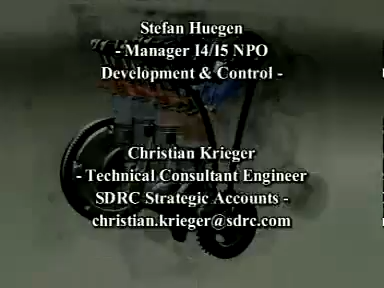 Stefan Huegen
- Manager I4/I5 NPO
Development & Control -
Christian Krieger
- Technical Consultant Engineer
SDRC Strategic Accounts -
christian.krieger@sdrc.com